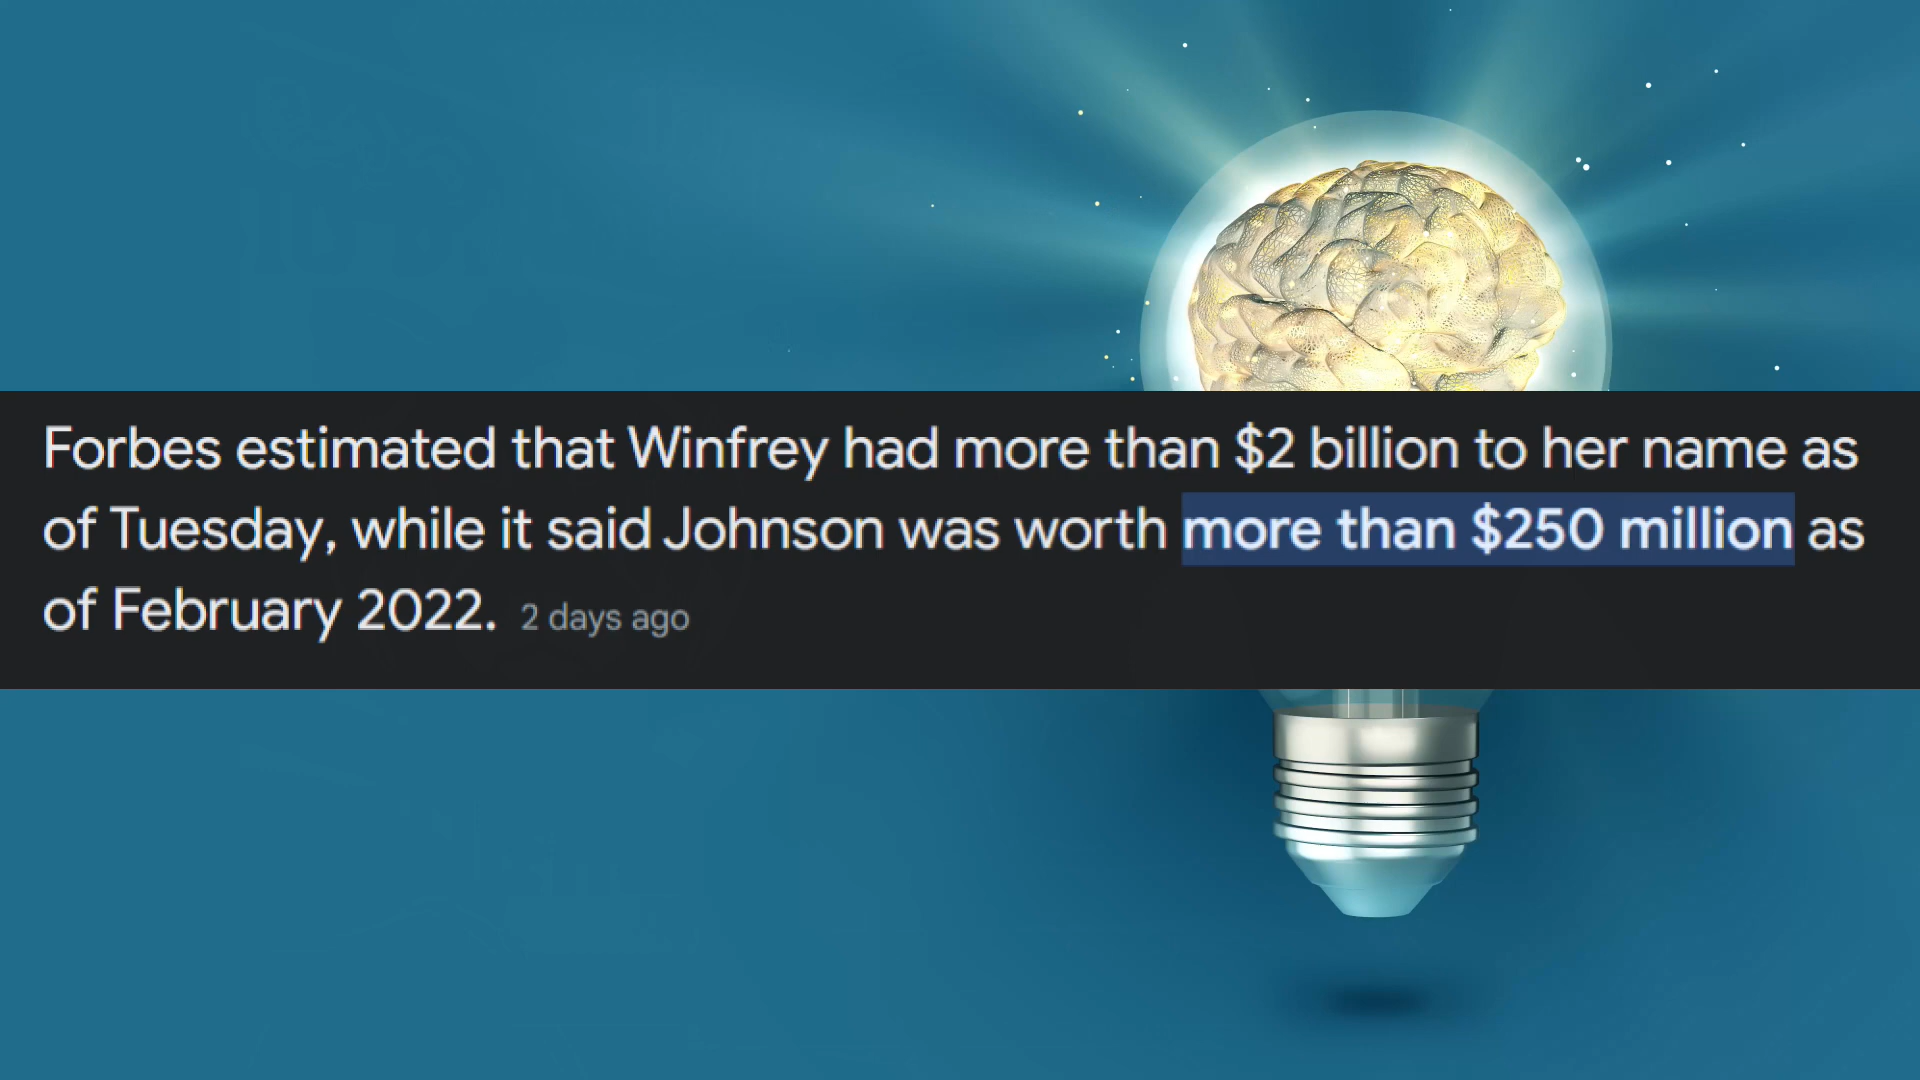 Forbes estimated that Winfrey had more than $2 billion to her name as
of Tuesday, while it said Johnson was worth more than $250 million as
of February 2022. 2 days ago